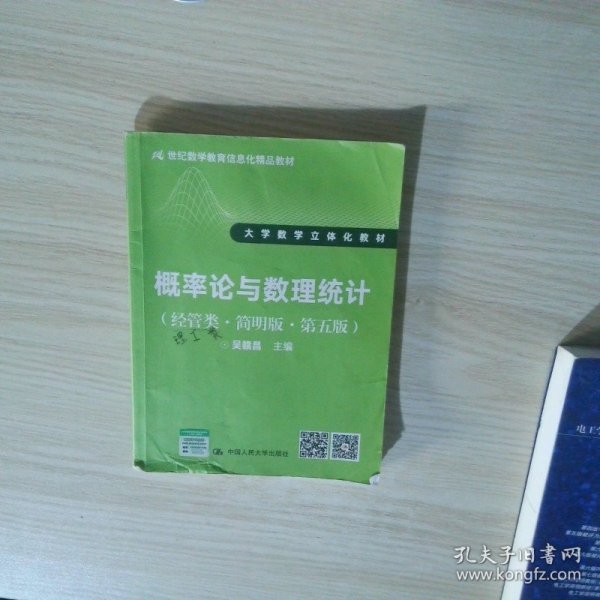 21世纪数学教育信息化精品教材
大学数学立体化教材
概率论与数理统计
（经管类·简明版·第五版）
理工类
吴赣昌 主编
中国人民大学出版社
电工学
孔夫子旧书网
www.kongfz.com